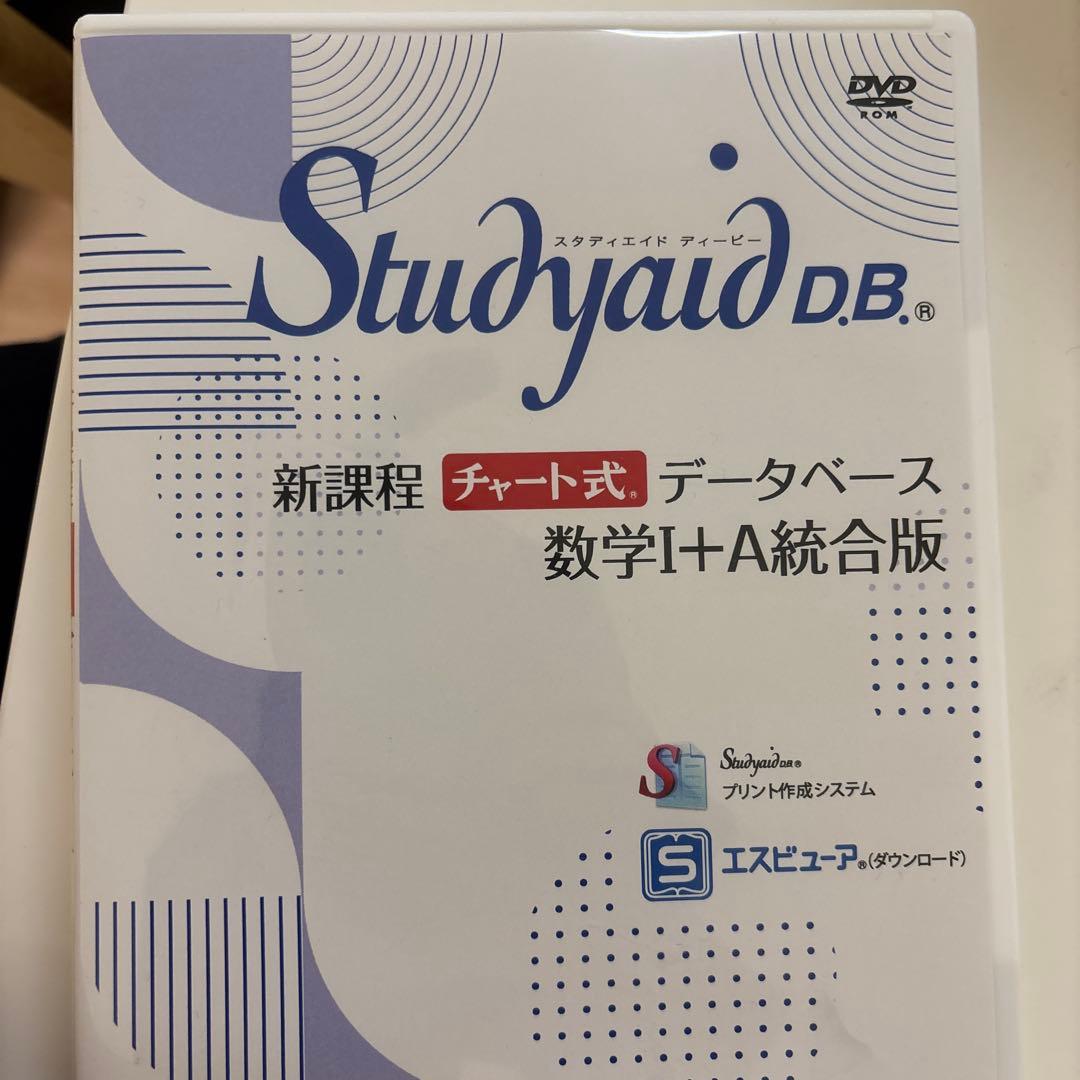 DVD
ROM
スタディエイド ディービー
Studyaid D.B.®
新課程 チャート式® データベース
数学I+A統合版
S
Studyaid D.B.®
プリント作成システム
S
エスビューア®(ダウンロード)